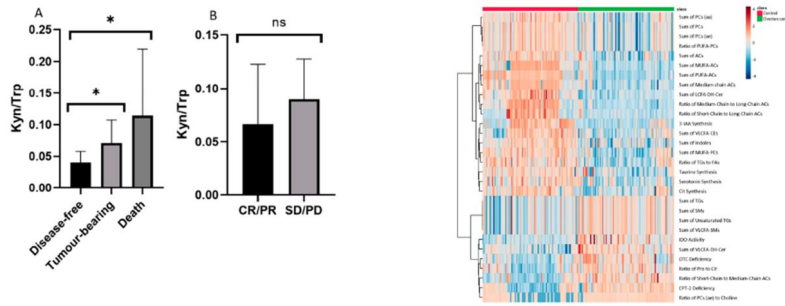 A
*
*
Kyn/Trp
0.25
0.20
0.15
0.10
0.05
0.00
Disease-free
Tumour-bearing
Death
B
ns
Kyn/Trp
0.15
0.10
0.05
0.00
CR/PR
SD/PD
class
Sum of PCs (ae)
Sum of PCs
Sum of PCs (aa)
Ratio of PUFA-PCs
Sum of ACs
Sum of MUFA-ACs
Sum of PUFA-ACs
Sum of Medium-chain ACs
Sum of LCFA-DH-Cer
Ratio of Medium-Chain to Long-Chain ACs
Ratio of Short-Chain to Long-Chain ACs
3-IAA Synthesis
Sum of VLCFA-CEs
Sum of Indoles
Sum of MUFA-PEs
Ratio of TGs to FAs
Taurine Synthesis
Serotonin Synthesis
Cit Synthesis
Sum of TGs
Sum of SMs
Sum of Unsaturated TGs
Sum of VLCFA-SMs
IDO Activity
Sum of VLCFA-DH-Cer
OTC Deficiency
Ratio of Pro to Cit
Ratio of Short-Chain to Medium-Chain ACs
CPT-2 Deficiency
Ratio of PCs (ae) to Choline
class
Control
Ovarian